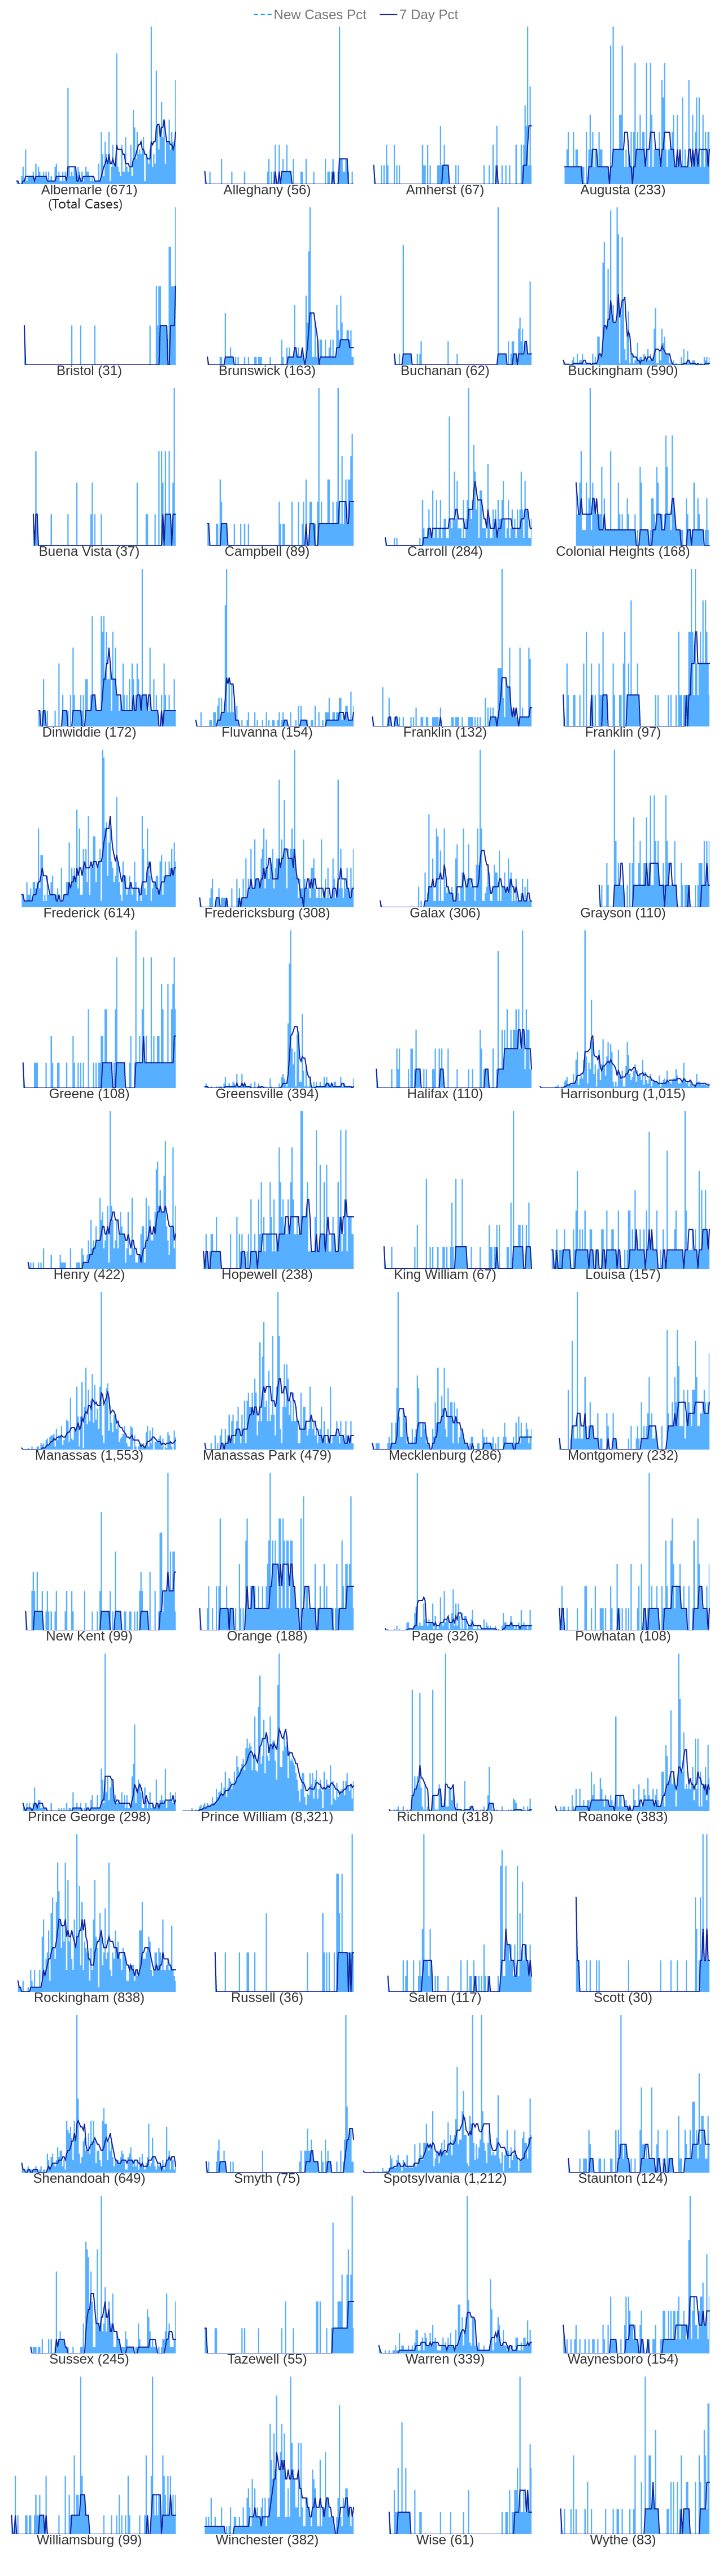 New Cases Pct 7 Day Pct
Albemarle (671) Alleghany (56) Amherst (67) Augusta (233)
(Total Cases)
Bristol (31) Brunswick (163) Buchanan (62) Buckingham (590)
Buena Vista (37) Campbell (89) Carroll (284) Colonial Heights (168)
Dinwiddie (172) Fluvanna (154) Franklin (132) Franklin (97)
Frederick (614) Fredericksburg (308) Galax (306) Grayson (110)
Greene (108) Greensville (394) Halifax (110) Harrisonburg (1,015)
Henry (422) Hopewell (238) King William (67) Louisa (157)
Manassas (1,553) Manassas Park (479) Mecklenburg (286) Montgomery (232)
New Kent (99) Orange (188) Page (326) Powhatan (108)
Prince George (298) Prince William (8,321) Richmond (318) Roanoke (383)
Rockingham (838) Russell (36) Salem (117) Scott (30)
Shenandoah (649) Smyth (75) Spotsylvania (1,212) Staunton (124)
Sussex (245) Tazewell (55) Warren (339) Waynesboro (154)
Williamsburg (99) Winchester (382) Wise (61) Wythe (83)